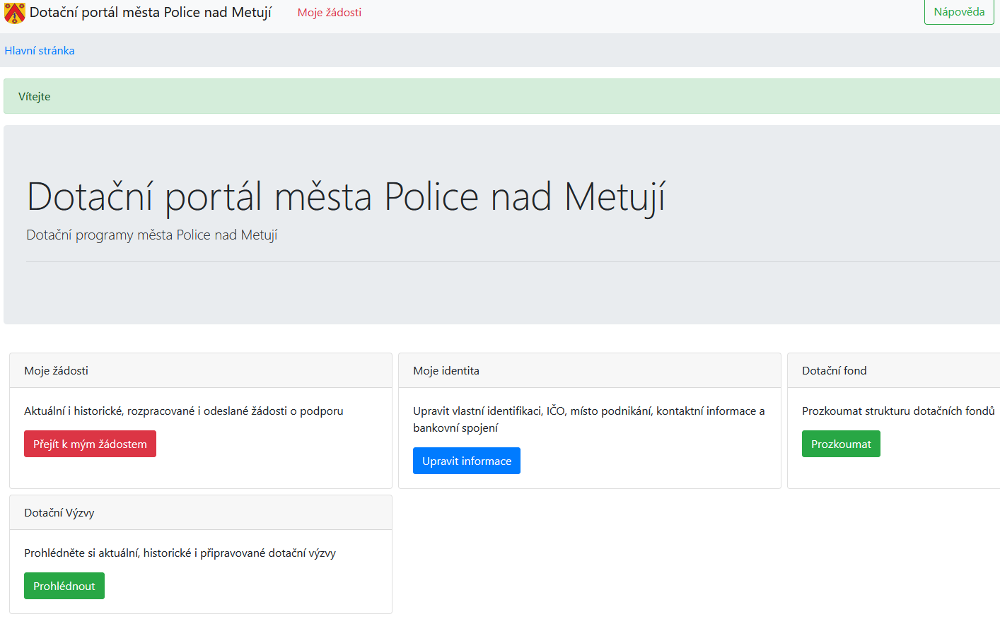 Dotační portál města Police nad Metují
Moje žádosti
Nápověda
Hlavní stránka
Vítejte
Dotační portál města Police nad Metují
Dotační programy města Police nad Metují
Moje žádosti
Aktuální i historické, rozpracované i odeslané žádosti o podporu
Přejít k mým žádostem
Moje identita
Upravit vlastní identifikaci, IČO, místo podnikání, kontaktní informace a
bankovní spojení
Upravit informace
Dotační fond
Prozkoumat strukturu dotačních fondů
Prozkoumat
Dotační Výzvy
Prohlédněte si aktuální, historické i připravované dotační výzvy
Prohlédnout